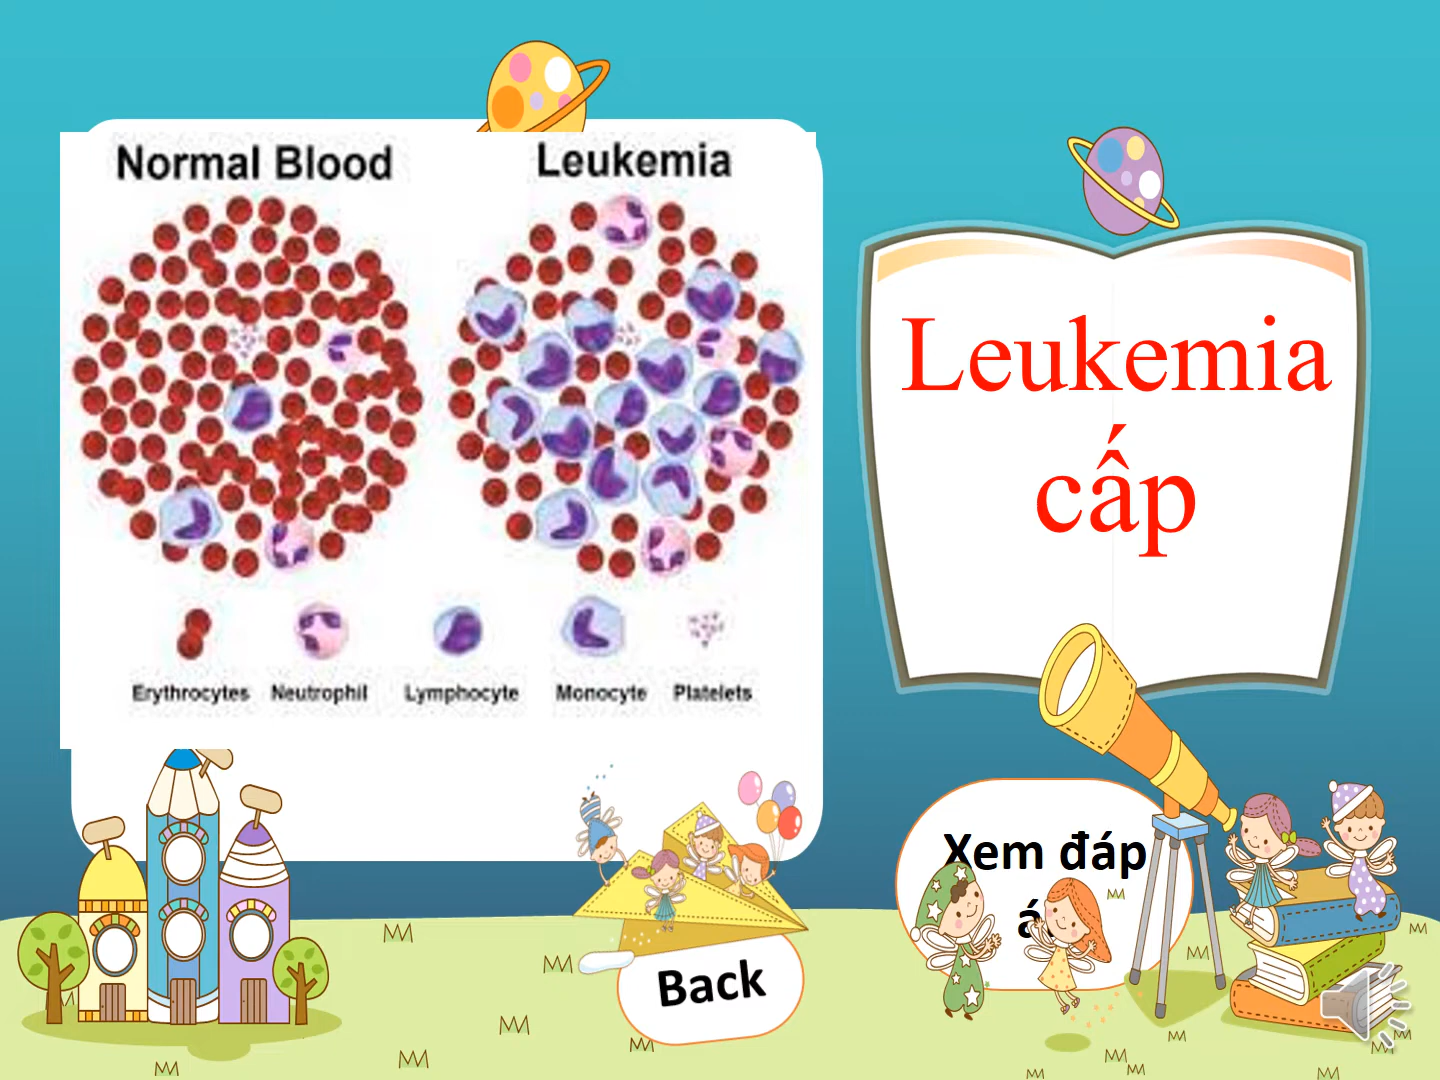 Normal Blood
Leukemia
Erythrocytes
Neutrophil
Lymphocyte
Monocyte
Platelets
Leukemia
cấp
Xem đáp
Back